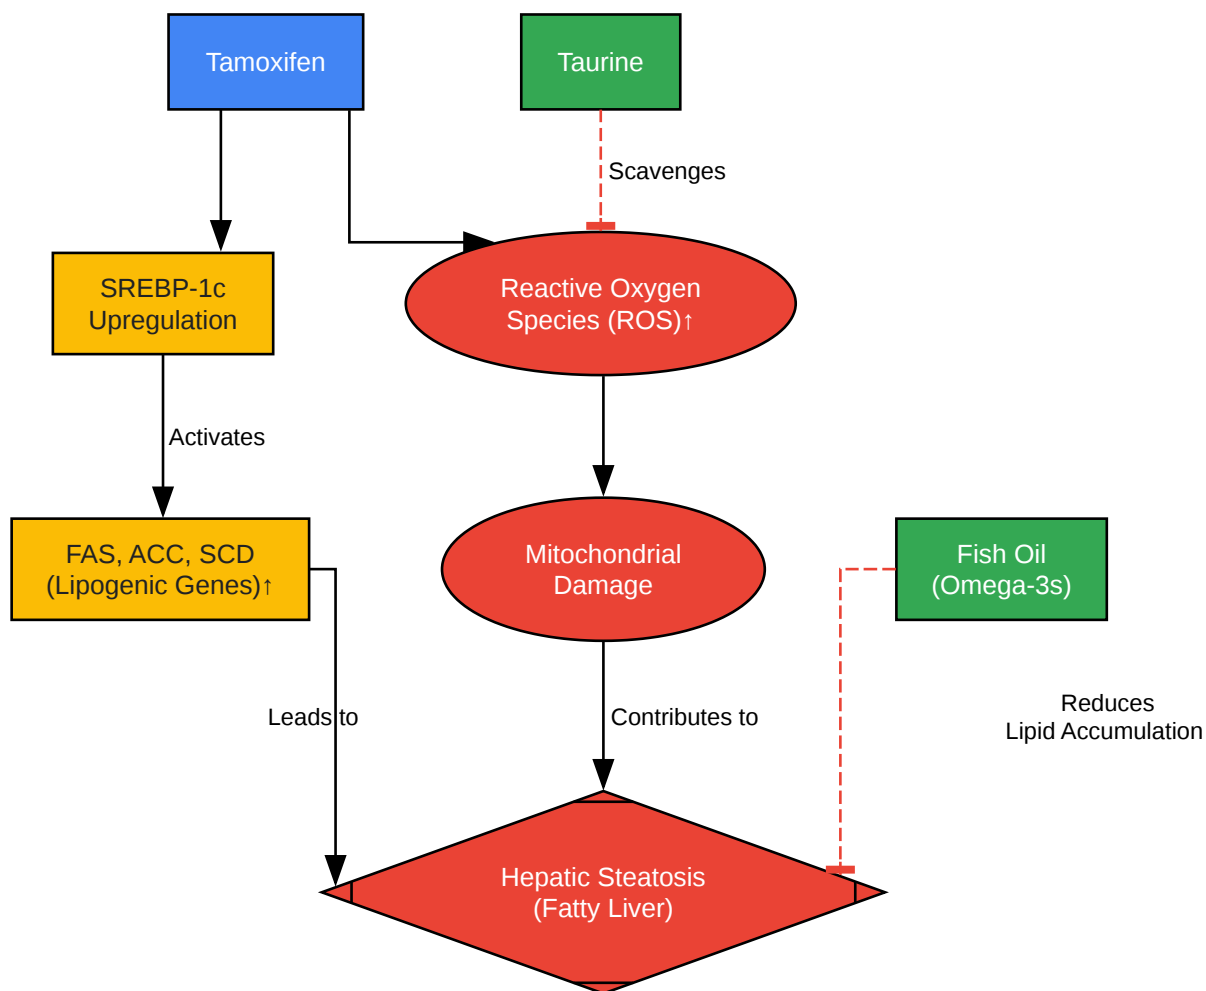 Tamoxifen
Taurine
Scavenges
SREBP-1c
Upregulation
Reactive Oxygen
Species (ROS)↑
Activates
FAS, ACC, SCD
(Lipogenic Genes)↑
Mitochondrial
Damage
Fish Oil
(Omega-3s)
Leads to
Contributes to
Reduces
Lipid Accumulation
Hepatic Steatosis
(Fatty Liver)